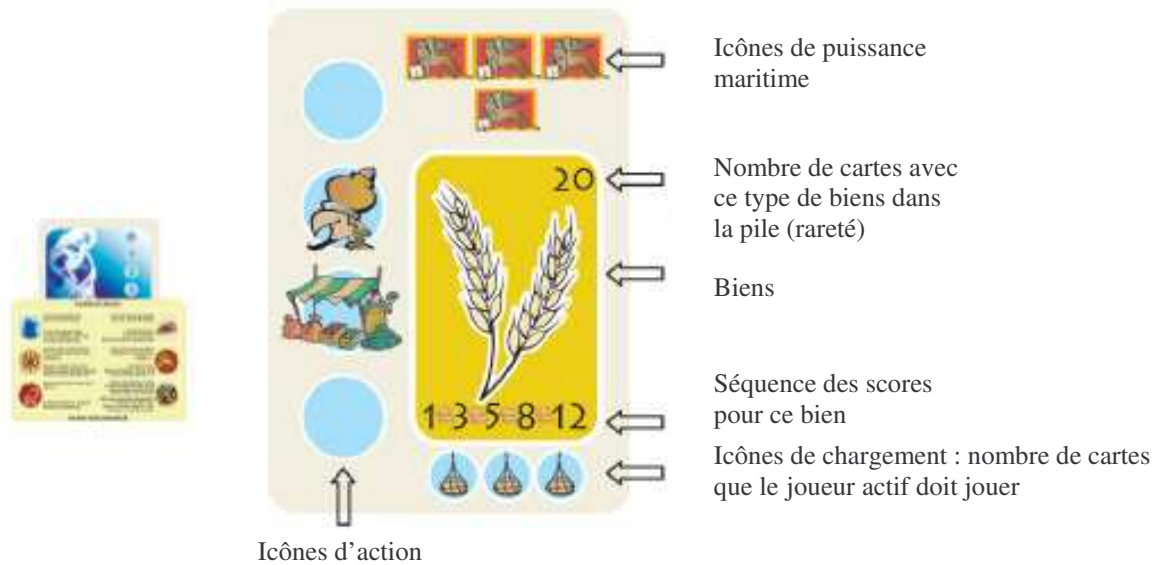 Icônes de puissance
maritime
20
Nombre de cartes avec
ce type de biens dans
la pile (rareté)
Biens
Séquence des scores
pour ce bien
1-3-5-8-12
Icônes de chargement : nombre de cartes
que le joueur actif doit jouer
Icônes d’action